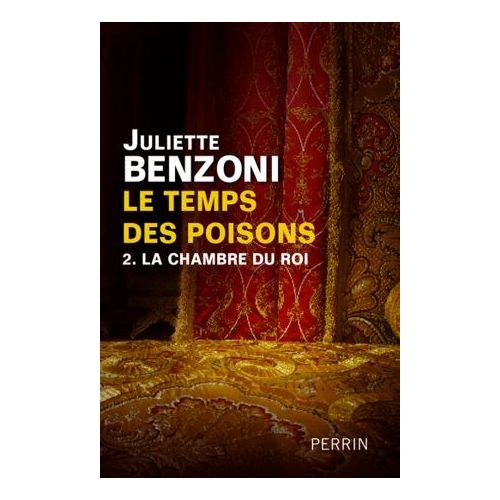 JULIETTE
BENZONI
LE TEMPS
DES POISONS
2. LA CHAMBRE DU ROI
PERRIN